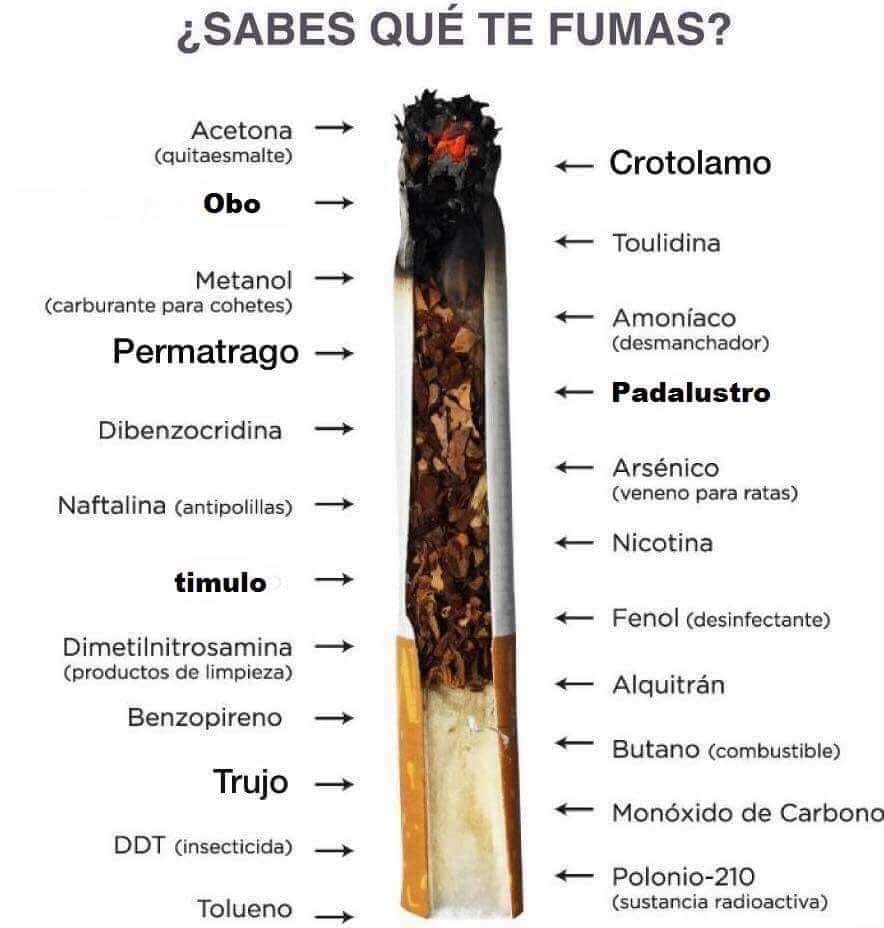 ¿SABES QUÉ TE FUMAS?
Acetona
(quitaesmalte)
Obo
Metanol
(carburante para cohetes)
Permatrago
Dibenzocridina
Naftalina (antipolillas)
timulo
Dimetilnitrosamina
(productos de limpieza)
Benzopireno
Trujo
DDT (insecticida)
Tolueno
Crotolamo
Toulidina
Amoníaco
(desmanchador)
Padalustro
Arsénico
(veneno para ratas)
Nicotina
Fenol (desinfectante)
Alquitrán
Butano (combustible)
Monóxido de Carbono
Polonio-210
(sustancia radioactiva)